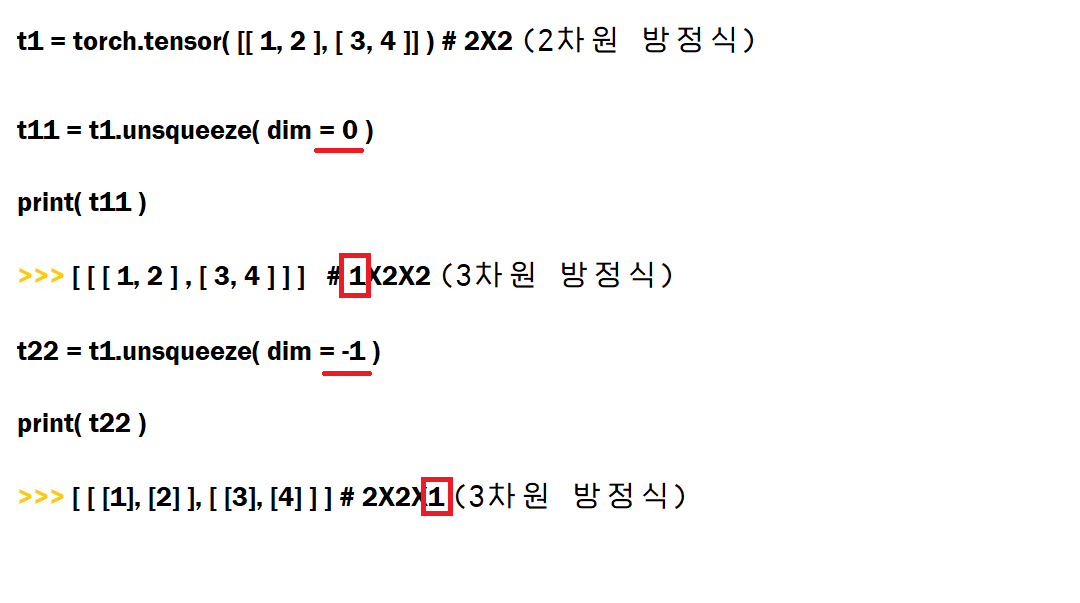 t1 = torch.tensor( [[ 1, 2 ], [ 3, 4 ]] ) # 2X2 (2차원 방정식)
t11 = t1.unsqueeze( dim = 0 )
print( t11 )
>>> [ [ [ 1, 2 ] , [ 3, 4 ] ] ] # 1X2X2 (3차원 방정식)
t22 = t1.unsqueeze( dim = -1 )
print( t22 )
>>> [ [ [1], [2] ], [ [3], [4] ] ] # 2X2X1 (3차원 방정식)